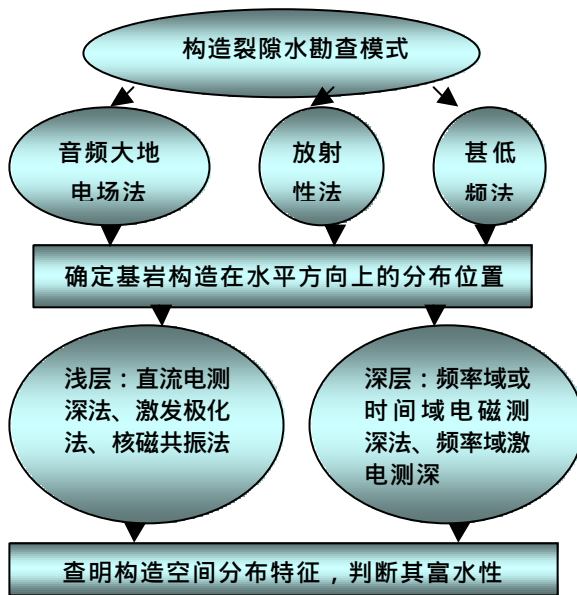 构造裂隙水勘查模式
音频大地
电场法
放射
性法
甚低
频法
确定基岩构造在水平方向上的分布位置
浅层：直流电测
深法、激发极化
法、核磁共振法
深层：频率域或
时间域电磁测
深法、频率域激
电测深
查明构造空间分布特征，判断其富水性